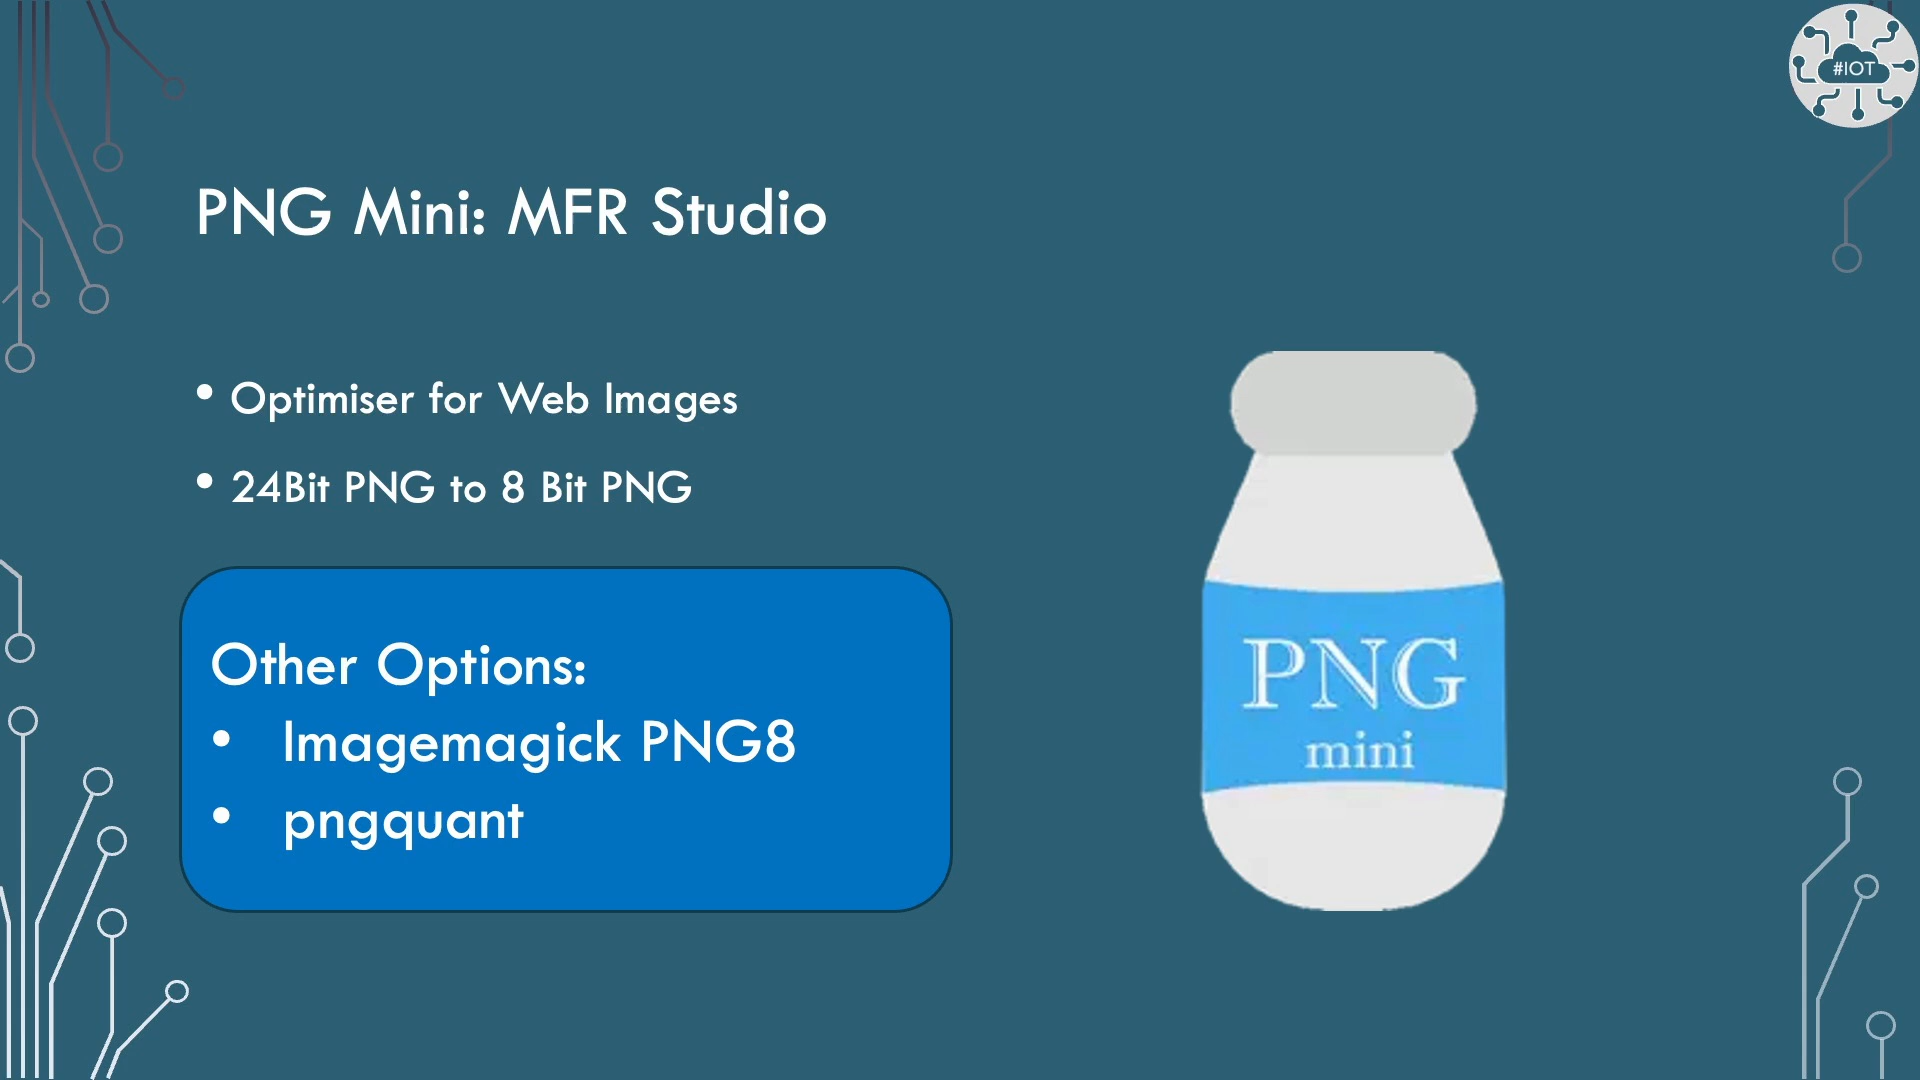 #IOT
PNG Mini: MFR Studio
• Optimiser for Web Images
• 24Bit PNG to 8 Bit PNG
Other Options:
• Imagemagick PNG8
• pngquant
PNG
mini